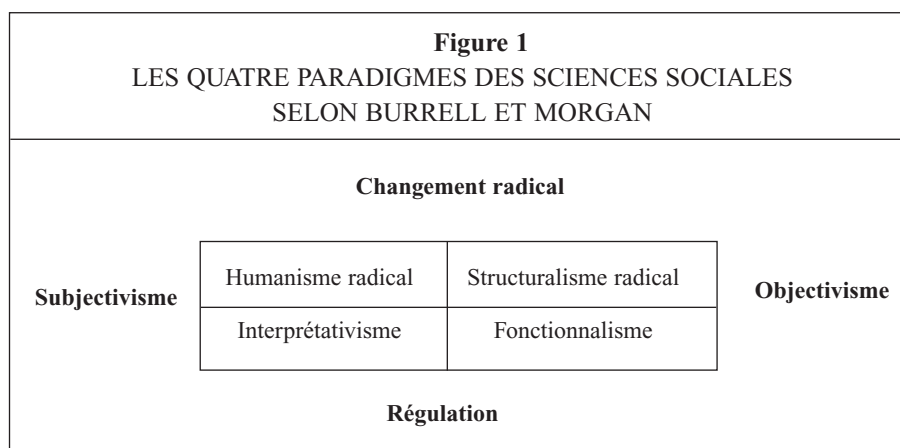 Figure 1
LES QUATRE PARADIGMES DES SCIENCES SOCIALES
SELON BURRELL ET MORGAN
Changement radical
Humanisme radical
Structuralisme radical
Subjectivisme
Objectivisme
Interprétativisme
Fonctionnalisme
Régulation